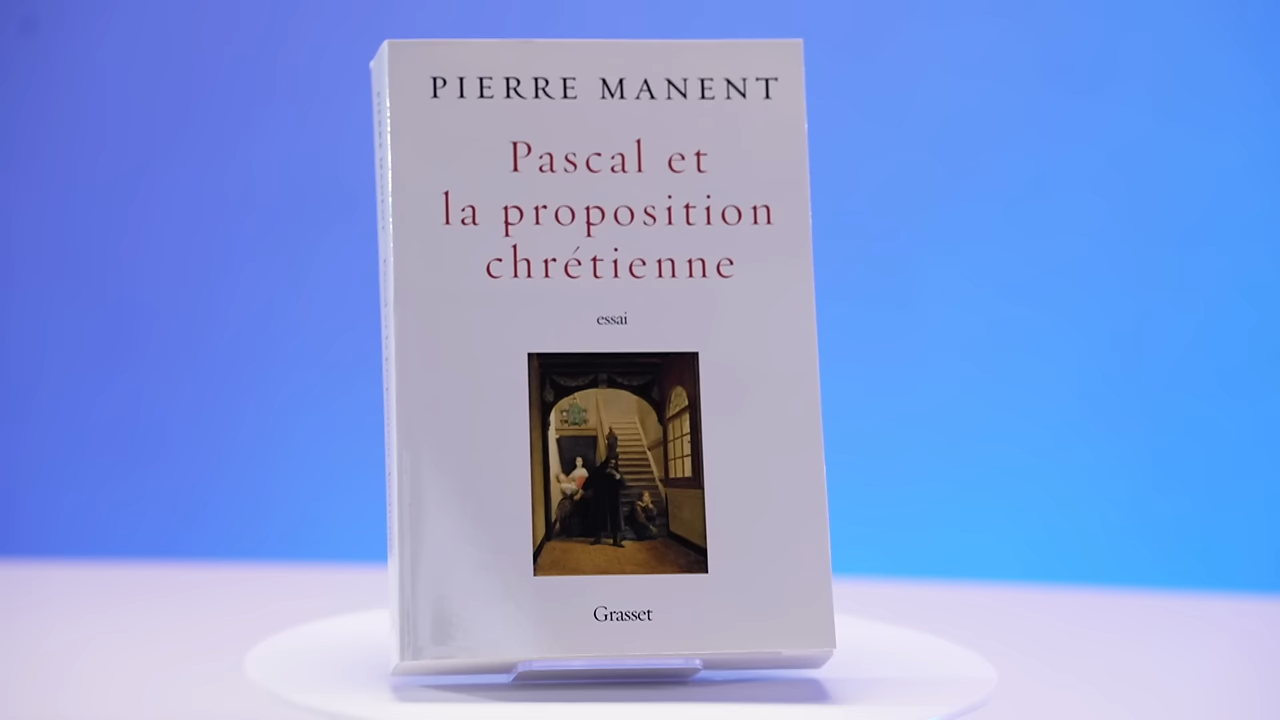 PIERRE MANENT
Pascal et
la proposition
chrétienne
essai
Grasset